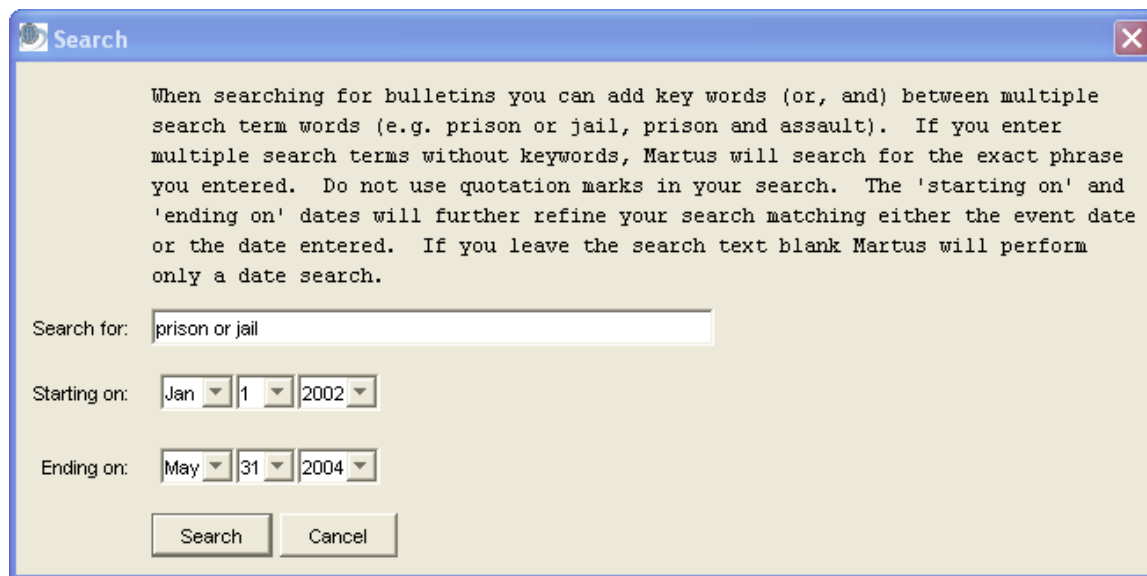 Search
When searching for bulletins you can add key words (or, and) between multiple
search term words (e.g. prison or jail, prison and assault).  If you enter
multiple search terms without keywords, Martus will search for the exact phrase
you entered.  Do not use quotation marks in your search.  The 'starting on' and
'ending on' dates will further refine your search matching either the event date
or the date entered.  If you leave the search text blank Martus will perform
only a date search.
Search for: prison or jail
Starting on: Jan 1 2002
Ending on: May 31 2004
Search Cancel